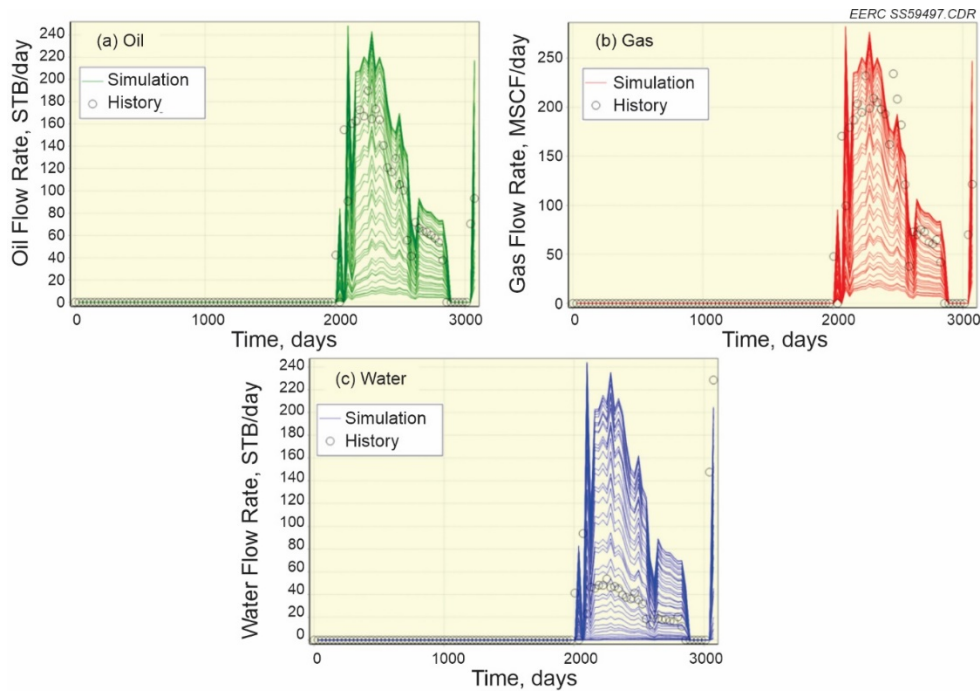 EERC SS59497.CDR
(a) Oil
Simulation
History
Oil Flow Rate, STB/day
240
220
200
180
160
140
120
100
80
60
40
20
0
0 1000 2000 3000
Time, days
(b) Gas
Simulation
History
Gas Flow Rate, MSCF/day
250
200
150
100
50
0
0 1000 2000 3000
Time, days
(c) Water
Simulation
History
Water Flow Rate, STB/day
240
220
200
180
160
140
120
100
80
60
40
20
0
0 1000 2000 3000
Time, days